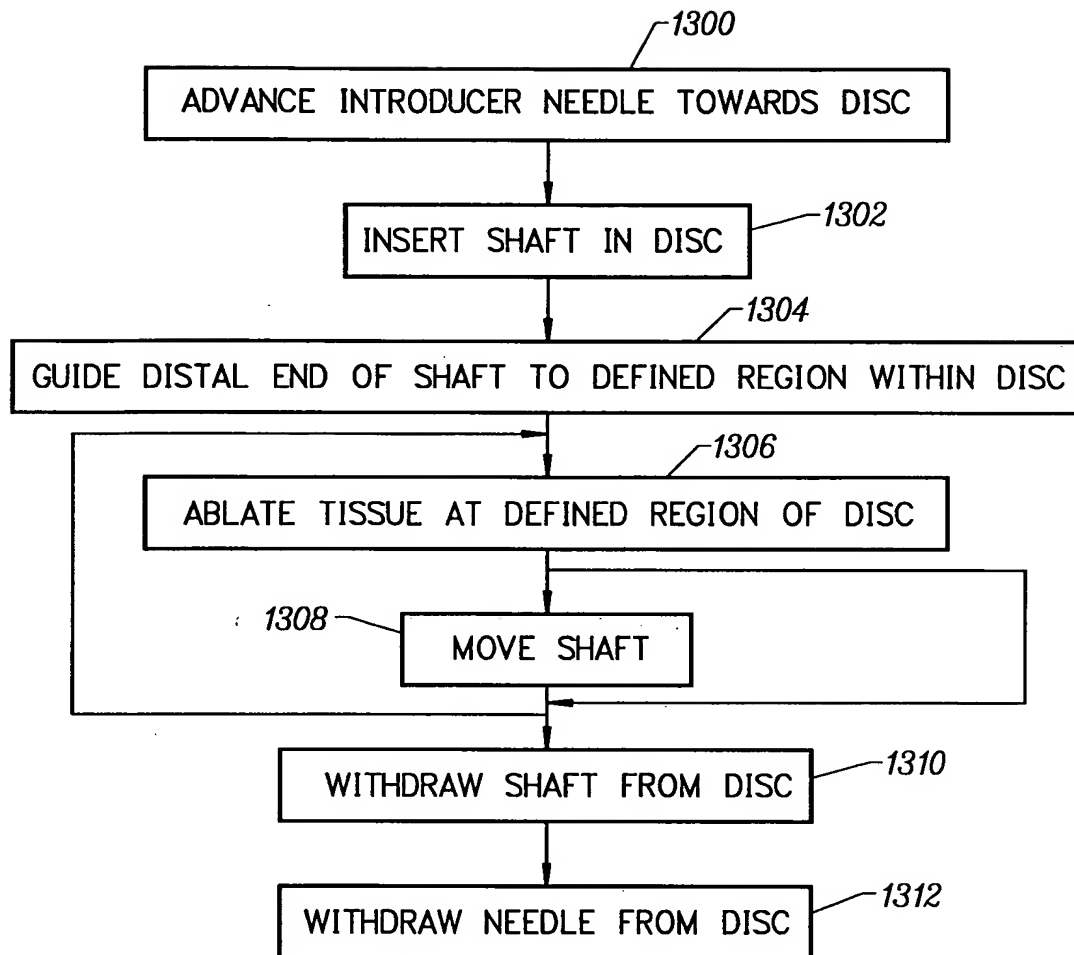 1300
ADVANCE INTRODUCER NEEDLE TOWARDS DISC
1302
INSERT SHAFT IN DISC
1304
GUIDE DISTAL END OF SHAFT TO DEFINED REGION WITHIN DISC
1306
ABLATE TISSUE AT DEFINED REGION OF DISC
1308
MOVE SHAFT
1310
WITHDRAW SHAFT FROM DISC
1312
WITHDRAW NEEDLE FROM DISC